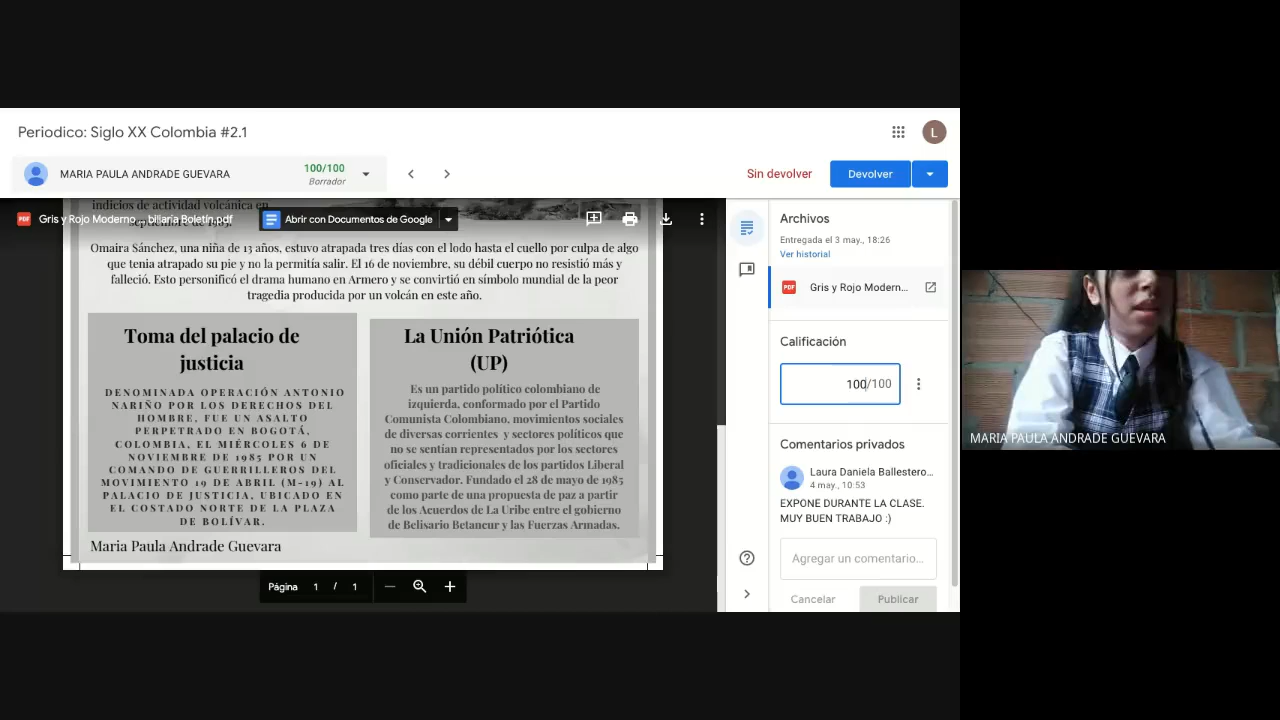 Periodico: Siglo XX Colombia #2.1
L
MARIA PAULA ANDRADE GUEVARA
100/100
Borrador
Sin devolver
Devolver
indicios de actividad volcánica en
septiembre de 1985.
PDF
Gris y Rojo Moderno ... biliaria Boletín.pdf
Abrir con Documentos de Google
Omaira Sánchez, una niña de 13 años, estuvo atrapada tres días con el lodo hasta el cuello por culpa de algo
que tenia atrapado su pie y no la permitía salir. El 16 de noviembre, su débil cuerpo no resistió más y
falleció. Esto personificó el drama humano en Armero y se convirtió en símbolo mundial de la peor
tragedia producida por un volcán en este año.
Toma del palacio de
justicia
DENOMINADA OPERACIÓN ANTONIO
NARIÑO POR LOS DERECHOS DEL
HOMBRE, FUE UN ASALTO
PERPETRADO EN BOGOTÁ,
COLOMBIA, EL MIÉRCOLES 6 DE
NOVIEMBRE DE 1985 POR UN
COMANDO DE GUERRILLEROS DEL
MOVIMIENTO 19 DE ABRIL (M-19) AL
PALACIO DE JUSTICIA, UBICADO EN
EL COSTADO NORTE DE LA PLAZA
DE BOLÍVAR.
La Unión Patriótica
(UP)
Es un partido político colombiano de
izquierda, conformado por el Partido
Comunista Colombiano, movimientos sociales
de diversas corrientes y sectores políticos que
no se sentían representados por los sectores
oficiales y tradicionales de los partidos Liberal
y Conservador. Fundado el 28 de mayo de 1985
como parte de una propuesta de paz a partir
de los Acuerdos de La Uribe entre el gobierno
de Belisario Betancur y las Fuerzas Armadas.
Maria Paula Andrade Guevara
Página 1 / 1
Archivos
Entregada el 3 may., 18:26
Ver historial
PDF
Gris y Rojo Modern...
Calificación
100/100
Comentarios privados
Laura Daniela Ballestero...
4 may., 10:53
EXPONE DURANTE LA CLASE.
MUY BUEN TRABAJO :)
Agregar un comentario...
Cancelar
Publicar
MARIA PAULA ANDRADE GUEVARA